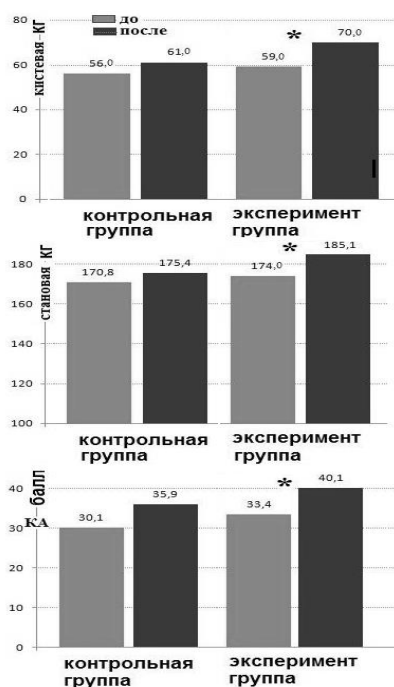 80
60
40
20
0
кистевая КГ
до
после
56,0
61,0
*
59,0
70,0
I
контрольная группа
эксперимент группа
180
160
140
120
100
становая КГ
170,8
175,4
*
174,0
185,1
контрольная группа
эксперимент группа
40
30
20
10
0
балл
КА
30,1
35,9
*
33,4
40,1
контрольная группа
эксперимент группа